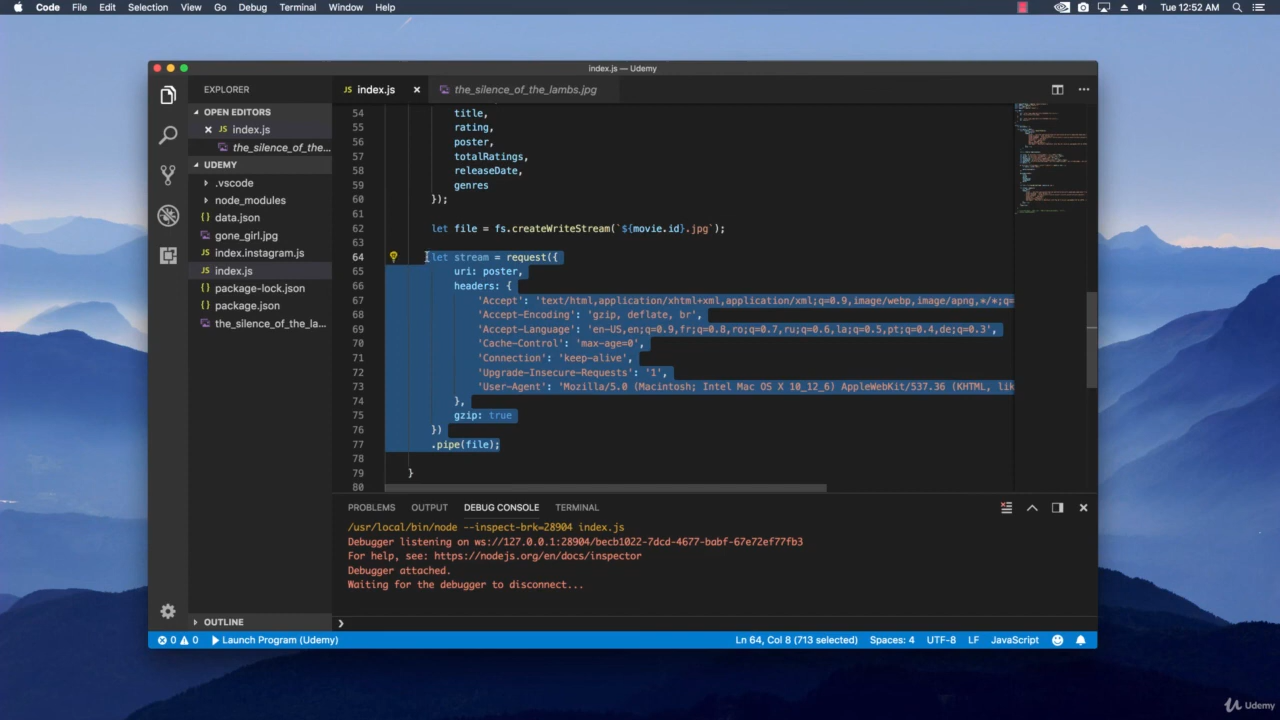 Code File Edit Selection View Go Debug Terminal Window Help
Tue 12:52 AM
index.js — Udemy
EXPLORER
OPEN EDITORS
index.js
the_silence_of_the...
UDEMY
.vscode
node_modules
data.json
gone_girl.jpg
index.instagram.js
index.js
package-lock.json
package.json
the_silence_of_the_la...
OUTLINE
JS index.js
the_silence_of_the_lambs.jpg
54 title,
55 rating,
56 poster,
57 totalRatings,
58 releaseDate,
59 genres
60 });
61
62 let file = fs.createWriteStream(`${movie.id}.jpg`);
63
64 let stream = request({
65 uri: poster,
66 headers: {
67 'Accept': 'text/html,application/xhtml+xml,application/xml;q=0.9,image/webp,image/apng,*/*;q=
68 'Accept-Encoding': 'gzip, deflate, br',
69 'Accept-Language': 'en-US,en;q=0.9,fr;q=0.8,ro;q=0.7,ru;q=0.6,la;q=0.5,pt;q=0.4,de;q=0.3',
70 'Cache-Control': 'max-age=0',
71 'Connection': 'keep-alive',
72 'Upgrade-Insecure-Requests': '1',
73 'User-Agent': 'Mozilla/5.0 (Macintosh; Intel Mac OS X 10_12_6) AppleWebKit/537.36 (KHTML, lik
74 },
75 gzip: true
76 })
77 .pipe(file);
78
79 }
80
PROBLEMS OUTPUT DEBUG CONSOLE TERMINAL
/usr/local/bin/node --inspect-brk=28904 index.js
Debugger listening on ws://127.0.0.1:28904/becb1022-7dcd-4677-babf-67e72ef77fb3
For help, see: https://nodejs.org/en/docs/inspector
Debugger attached.
Waiting for the debugger to disconnect...
0 0 Launch Program (Udemy)
Ln 64, Col 8 (713 selected) Spaces: 4 UTF-8 LF JavaScript
Udemy